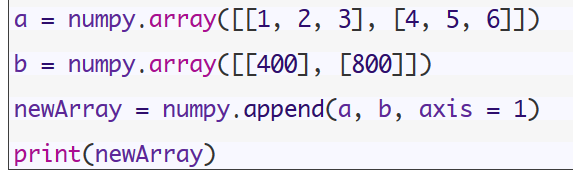 a = numpy.array([[1, 2, 3], [4, 5, 6]])
b = numpy.array([[400], [800]])
newArray = numpy.append(a, b, axis = 1)
print(newArray)